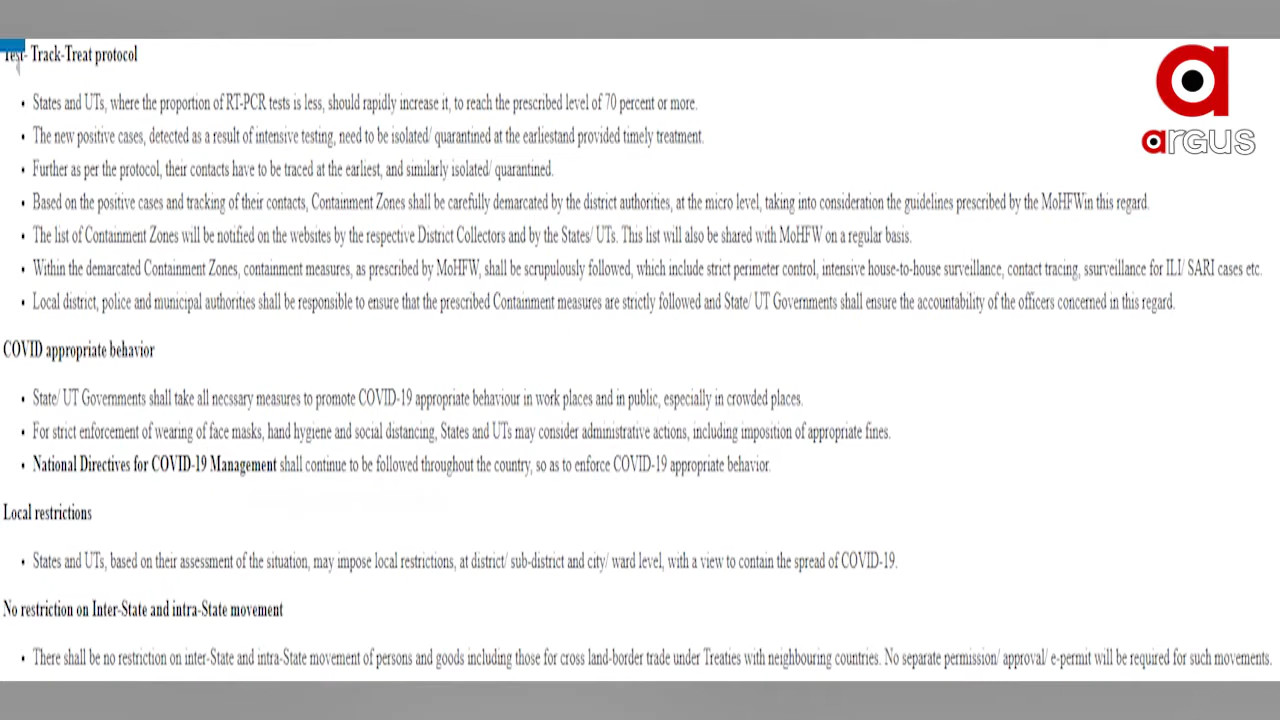 Test- Track-Treat protocol
States and UTs, where the proportion of RT-PCR tests is less, should rapidly increase it, to reach the prescribed level of 70 percent or more.
The new positive cases, detected as a result of intensive testing, need to be isolated/ quarantined at the earliestand provided timely treatment.
Further as per the protocol, their contacts have to be traced at the earliest, and similarly isolated/ quarantined.
Based on the positive cases and tracking of their contacts, Containment Zones shall be carefully demarcated by the district authorities, at the micro level, taking into consideration the guidelines prescribed by the MoHFWin this regard.
The list of Containment Zones will be notified on the websites by the respective District Collectors and by the States/ UTs. This list will also be shared with MoHFW on a regular basis.
Within the demarcated Containment Zones, containment measures, as prescribed by MoHFW, shall be scrupulously followed, which include strict perimeter control, intensive house-to-house surveillance, contact tracing, ssurveillance for ILI/ SARI cases etc.
Local district, police and municipal authorities shall be responsible to ensure that the prescribed Containment measures are strictly followed and State/ UT Governments shall ensure the accountability of the officers concerned in this regard.
COVID appropriate behavior
State/ UT Governments shall take all necssary measures to promote COVID-19 appropriate behaviour in work places and in public, especially in crowded places.
For strict enforcement of wearing of face masks, hand hygiene and social distancing, States and UTs may consider administrative actions, including imposition of appropriate fines.
National Directives for COVID-19 Management shall continue to be followed throughout the country, so as to enforce COVID-19 appropriate behavior.
Local restrictions
States and UTs, based on their assessment of the situation, may impose local restrictions, at district/ sub-district and city/ ward level, with a view to contain the spread of COVID-19.
No restriction on Inter-State and intra-State movement
There shall be no restriction on inter-State and intra-State movement of persons and goods including those for cross land-border trade under Treaties with neighbouring countries. No separate permission/ approval/ e-permit will be required for such movements.
a
argus